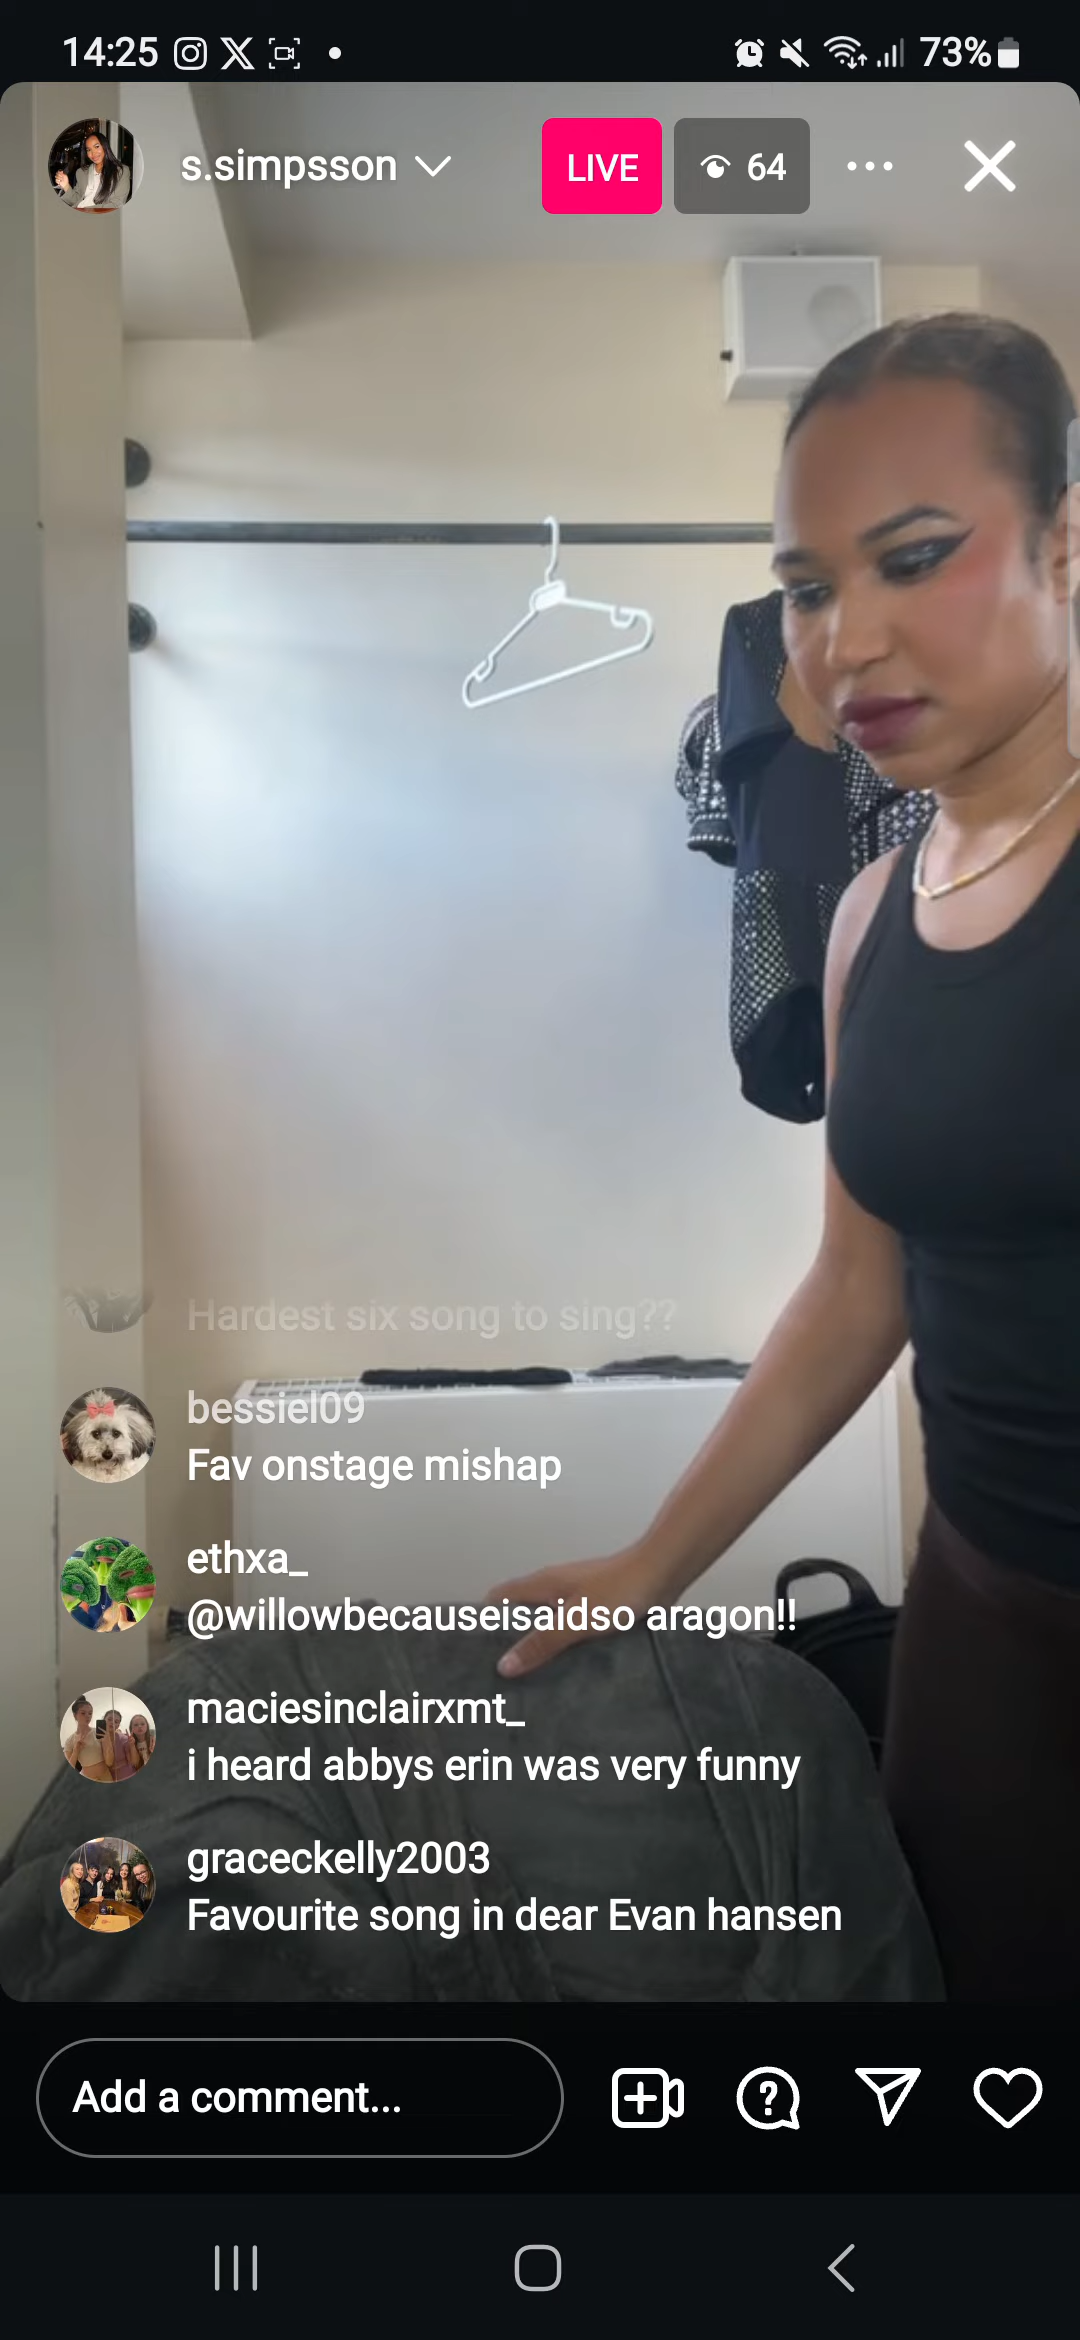 14:25
73%
s.simpsson
LIVE
64
Hardest six song to sing??
bessiel09
Fav onstage mishap
ethxa_
@willowbecauseisaidso aragon!!
maciesinclairxmt_
i heard abbys erin was very funny
graceckelly2003
Favourite song in dear Evan hansen
Add a comment...